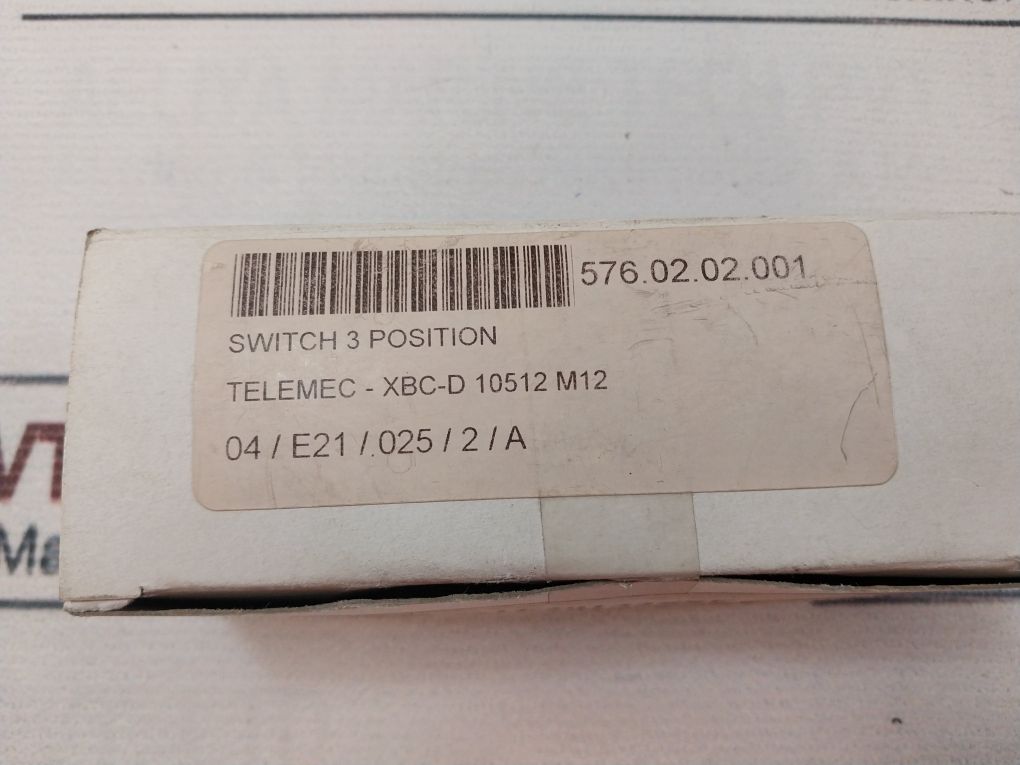 576.02.02.001
SWITCH 3 POSITION
TELEMEC - XBC-D 10512 M12
04 / E21 / 025 / 2 / A